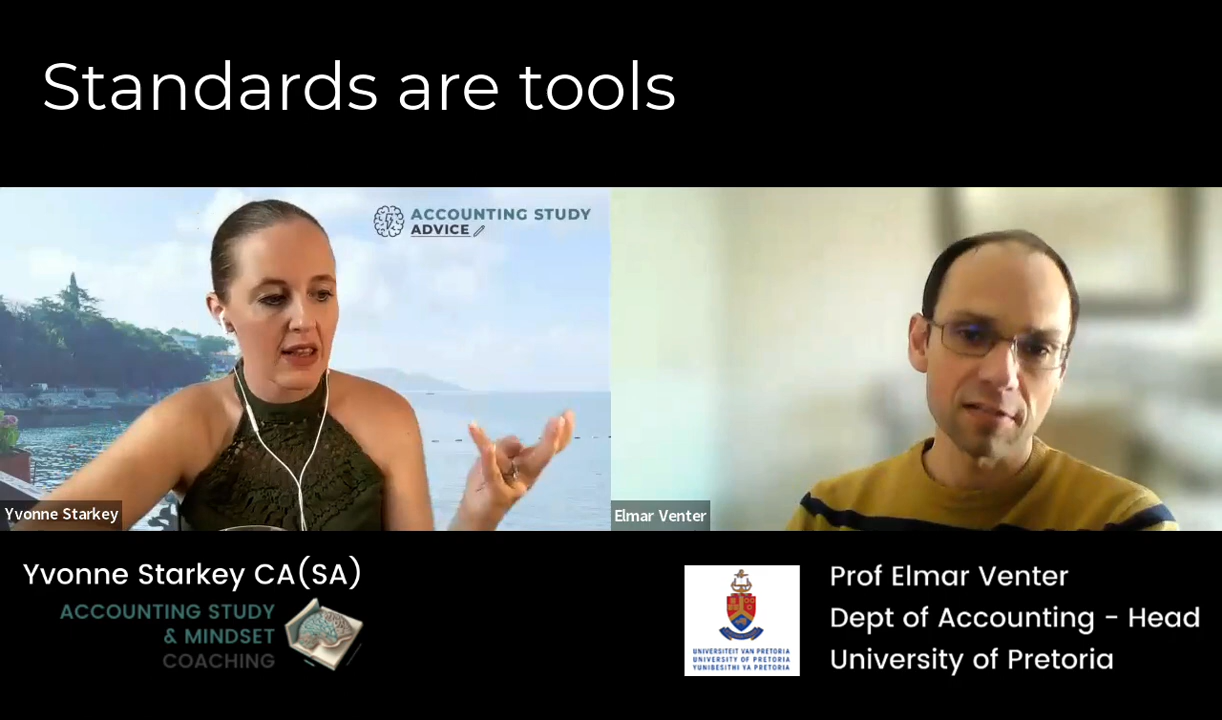 Standards are tools
ACCOUNTING STUDY
ADVICE
Yvonne Starkey
Elmar Venter
Yvonne Starkey CA(SA)
ACCOUNTING STUDY
& MINDSET
COACHING
UNIVERSITEIT VAN PRETORIA
UNIVERSITY OF PRETORIA
YUNIBESITHI YA PRETORIA
Prof Elmar Venter
Dept of Accounting - Head
University of Pretoria